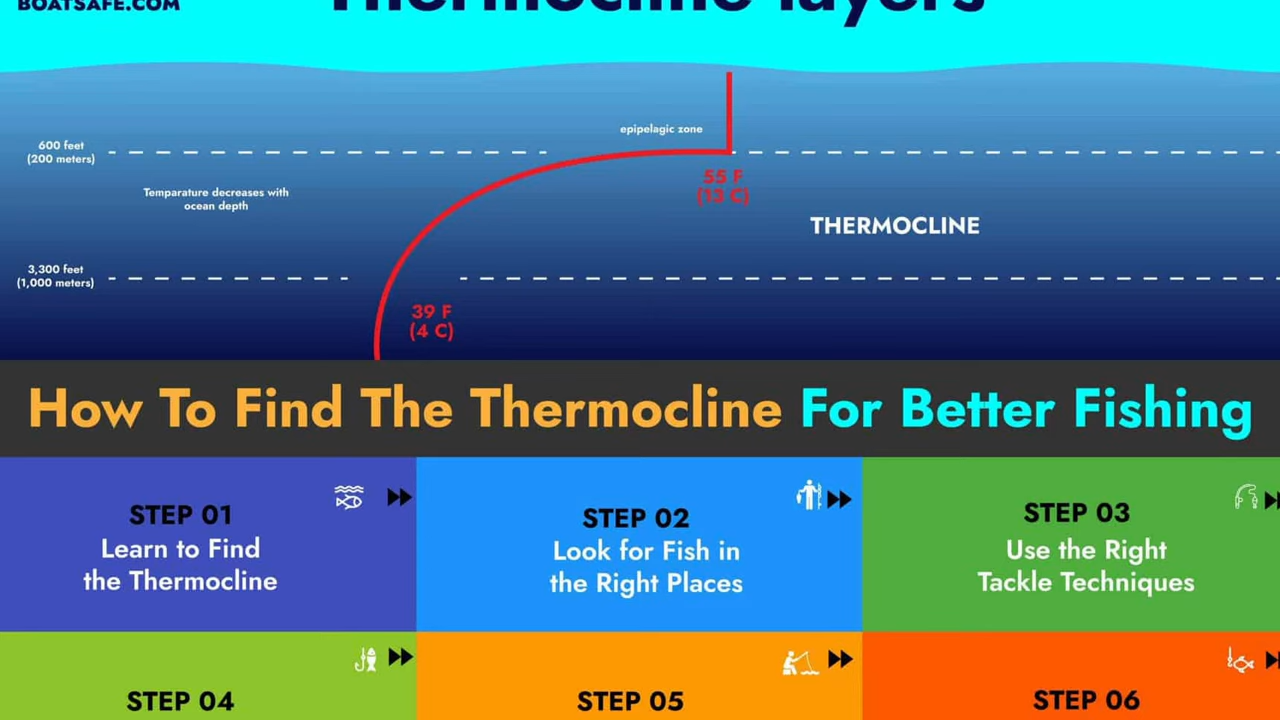 BOATSAFE.COM
Thermocline layers
epipelagic zone
600 feet
(200 meters)
55 F
(13 C)
Temparature decreases with
ocean depth
THERMOCLINE
3,300 feet
(1,000 meters)
39 F
(4 C)
How To Find The Thermocline For Better Fishing
STEP 01
Learn to Find
the Thermocline
STEP 02
Look for Fish in
the Right Places
STEP 03
Use the Right
Tackle Techniques
STEP 04
STEP 05
STEP 06